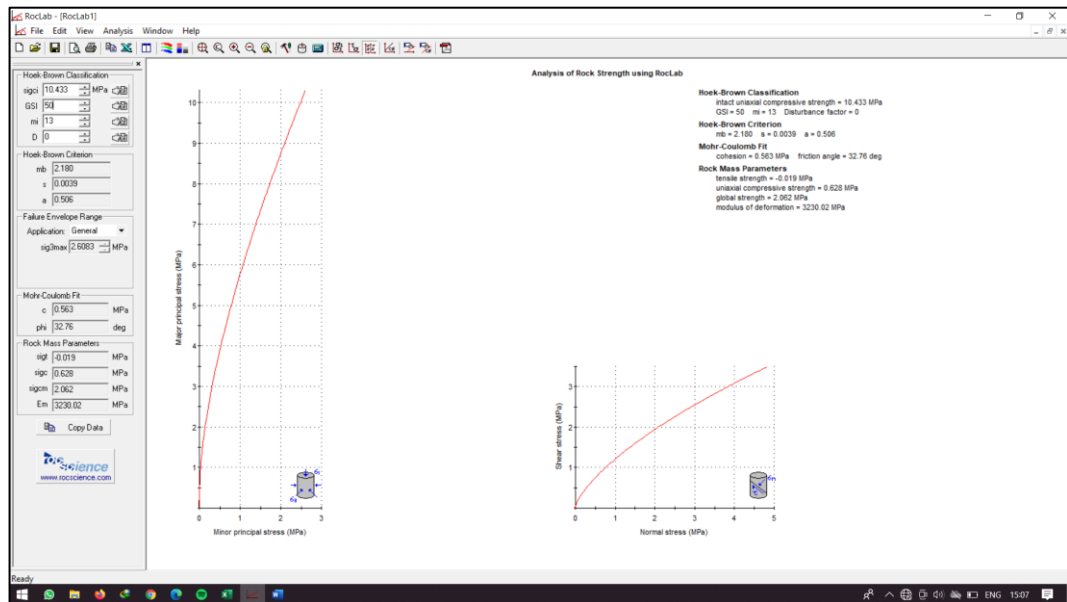 RocLab - [RocLab1]
File Edit View Analysis Window Help
Hoek-Brown Classification
sigci 10.433 MPa
GSI 50
mi 13
D 0
Hoek-Brown Criterion
mb 2.180
s 0.0039
a 0.506
Failure Envelope Range
Application: General
sig3max 2.6083 MPa
Mohr-Coulomb Fit
c 0.563 MPa
phi 32.76 deg
Rock Mass Parameters
sigt -0.019 MPa
sigc 0.628 MPa
sigcm 2.062 MPa
Em 3230.02 MPa
Copy Data
rocscience
www.rocscience.com
Analysis of Rock Strength using RocLab
Hoek-Brown Classification
intact uniaxial compressive strength = 10.433 MPa
GSI = 50 mi = 13 Disturbance factor = 0
Hoek-Brown Criterion
mb = 2.180 s = 0.0039 a = 0.506
Mohr-Coulomb Fit
cohesion = 0.563 MPa friction angle = 32.76 deg
Rock Mass Parameters
tensile strength = -0.019 MPa
uniaxial compressive strength = 0.628 MPa
global strength = 2.062 MPa
modulus of deformation = 3230.02 MPa
Major principal stress (MPa)
10
9
8
7
6
5
4
3
2
1
0 1 2 3
Minor principal stress (MPa)
Shear stress (MPa)
3
2
1
0 1 2 3 4 5
Normal stress (MPa)
Ready
ENG 15:07